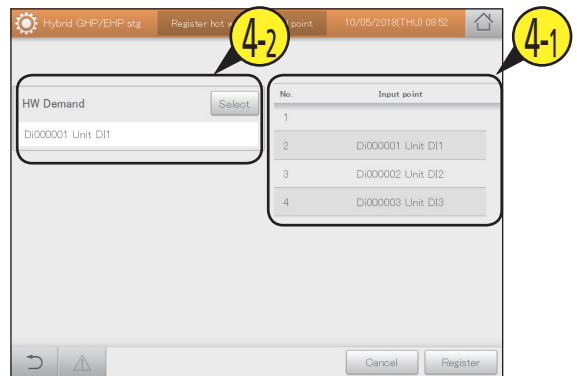 Hybrid GHP/EHP stg
Register hot w point
10/05/2018(THU) 08:52
4-2
4-1
HW Demand
Select
Di000001 Unit DI1
No. Input point
1
2 Di000001 Unit DI1
3 Di000002 Unit DI2
4 Di000003 Unit DI3
Cancel
Register